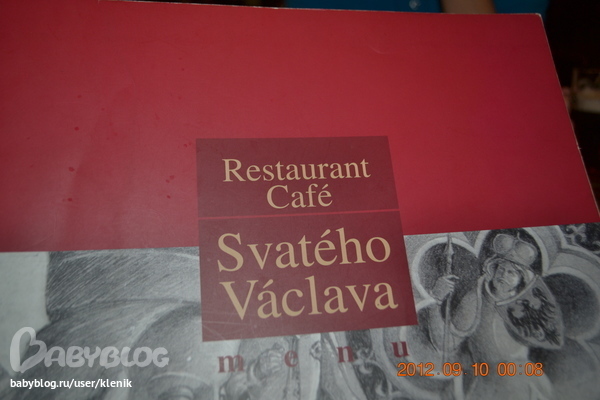 Restaurant
Café
Svatého
Václava
menu
BABYBLOG
babyblog.ru/user/klenik
2012.09.10 00:08